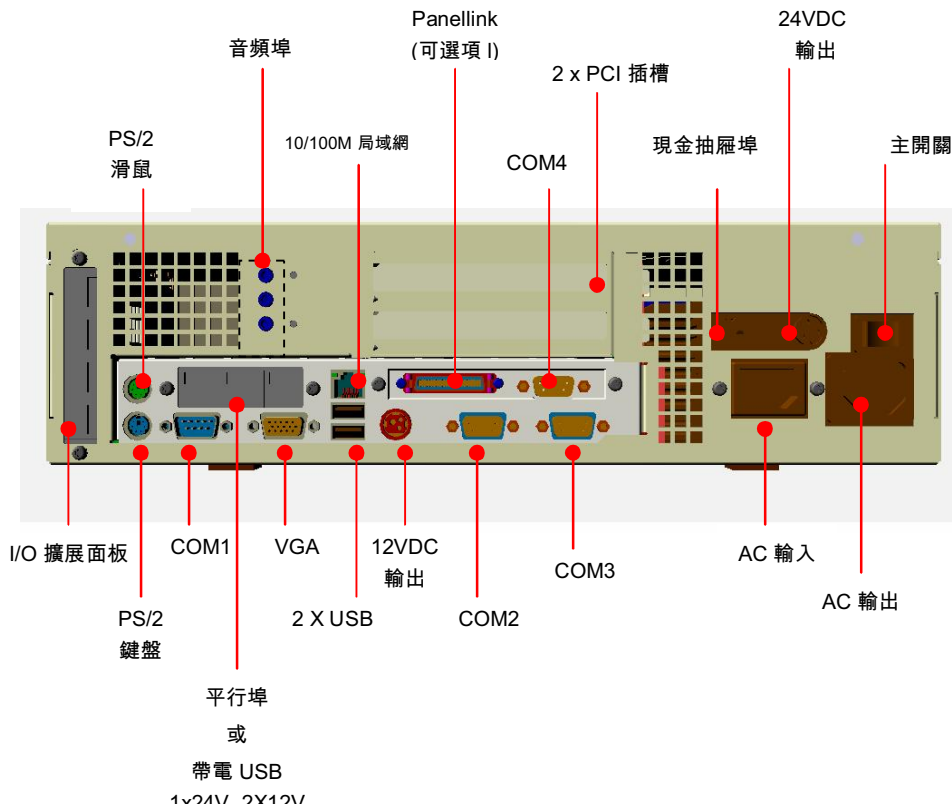 Panellink
(可選項 I)
24VDC
輸出
音頻埠
2 x PCI 插槽
PS/2
滑鼠
10/100M 局域網
COM4
現金抽屜埠
主開關
I/O 擴展面板
COM1
VGA
12VDC
輸出
COM3
AC 輸入
AC 輸出
PS/2
鍵盤
2 X USB
COM2
平行埠
或
帶電 USB
1x24V, 2X12V